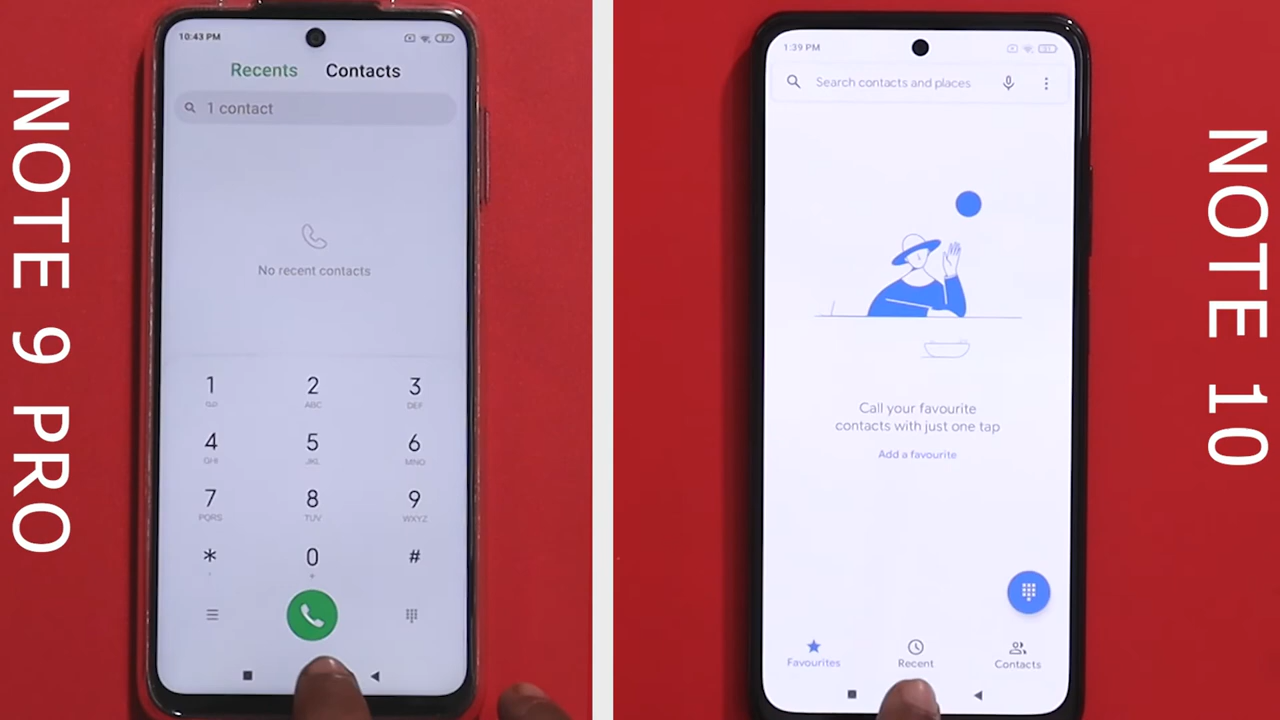 NOTE 9 PRO
10:43 PM
27
Recents Contacts
1 contact
No recent contacts
1 2 3
ABC DEF
4 5 6
GHI JKL MNO
7 8 9
PQRS TUV WXYZ
* 0 #
+
1:39 PM
Search contacts and places
Call your favourite
contacts with just one tap
Add a favourite
Favourites Recent Contacts
NOTE 10